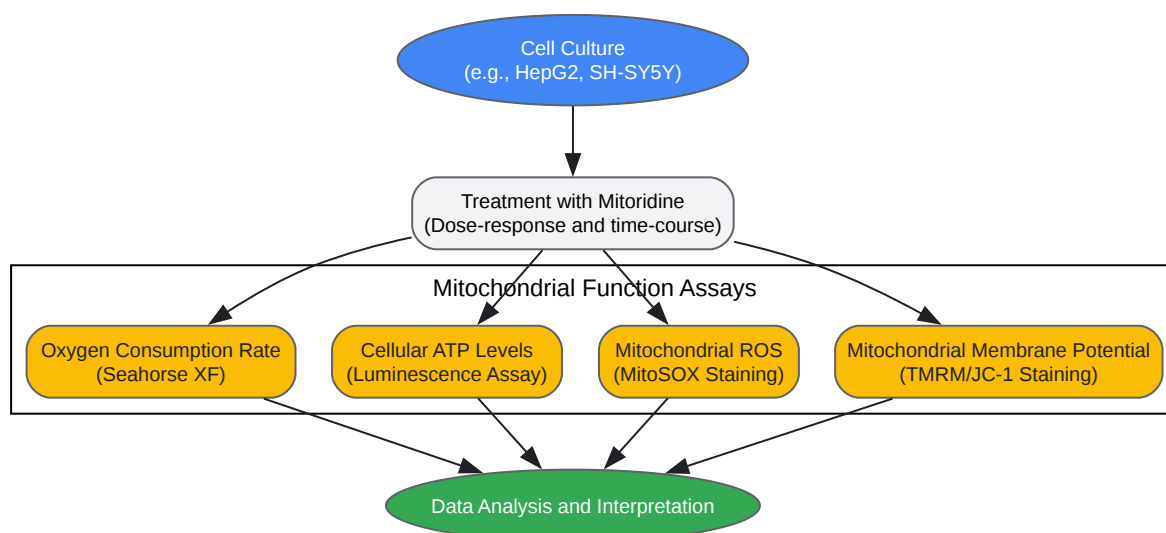 Cell Culture
(e.g., HepG2, SH-SY5Y)
Treatment with Mitoridine
(Dose-response and time-course)
Mitochondrial Function Assays
Oxygen Consumption Rate
(Seahorse XF)
Cellular ATP Levels
(Luminescence Assay)
Mitochondrial ROS
(MitoSOX Staining)
Mitochondrial Membrane Potential
(TMRM/JC-1 Staining)
Data Analysis and Interpretation